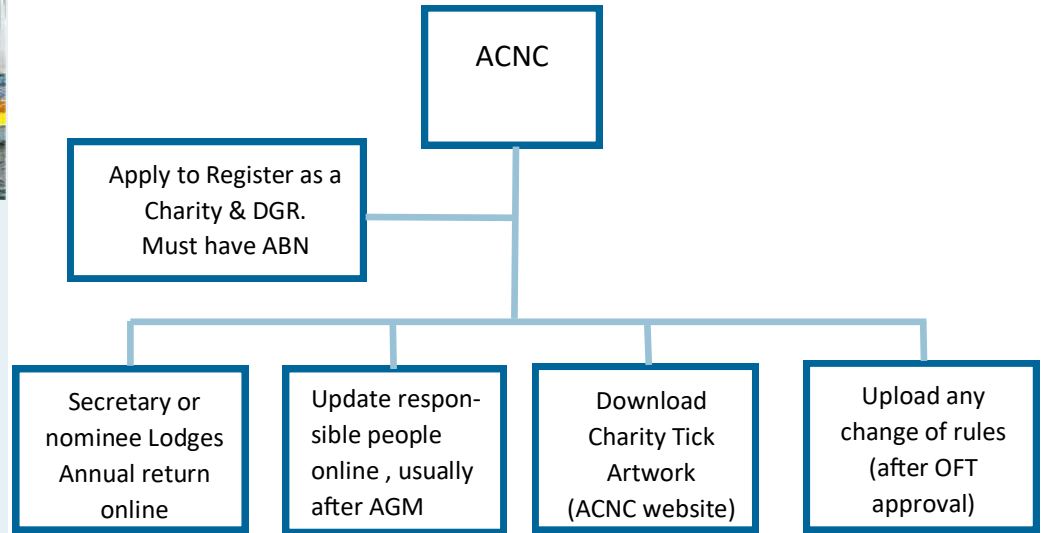 ACNC
Apply to Register as a
Charity & DGR.
Must have ABN
Secretary or
nominee Lodges
Annual return
online
Update respon-
sible people
online , usually
after AGM
Download
Charity Tick
Artwork
(ACNC website)
Upload any
change of rules
(after OFT
approval)